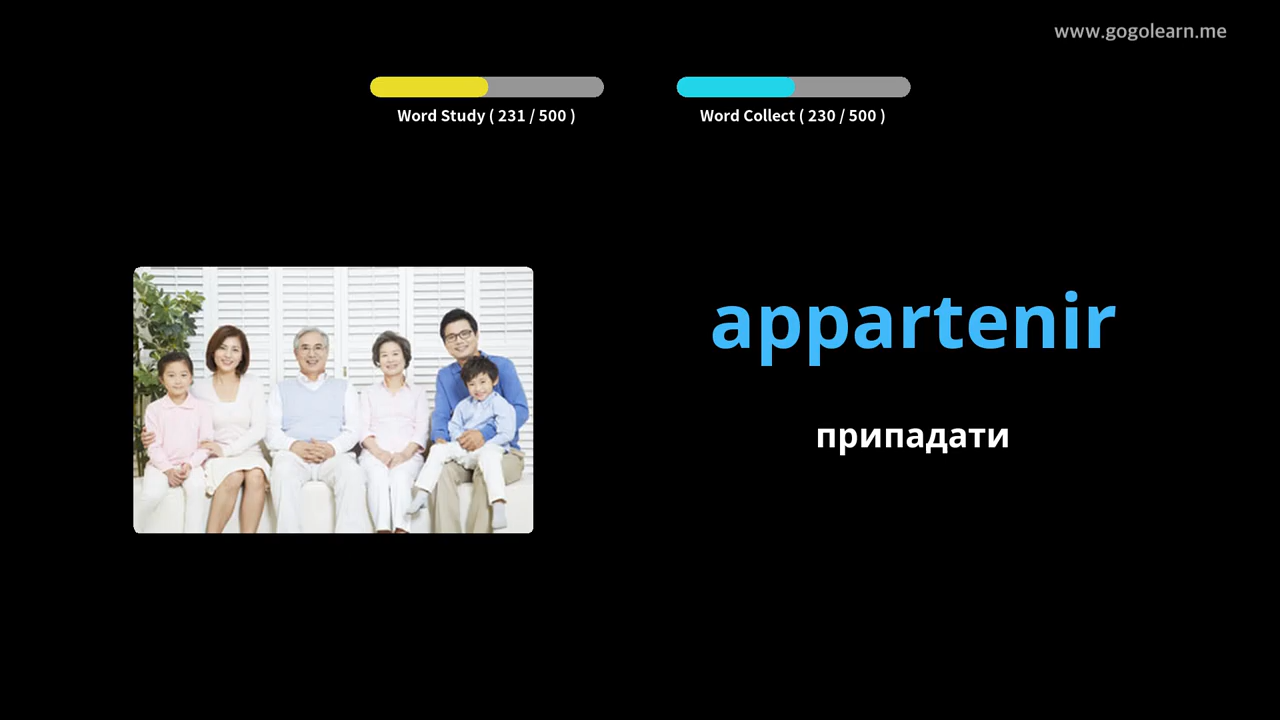 www.gogolearn.me
Word Study ( 231 / 500 )
Word Collect ( 230 / 500 )
appartenir
припадати